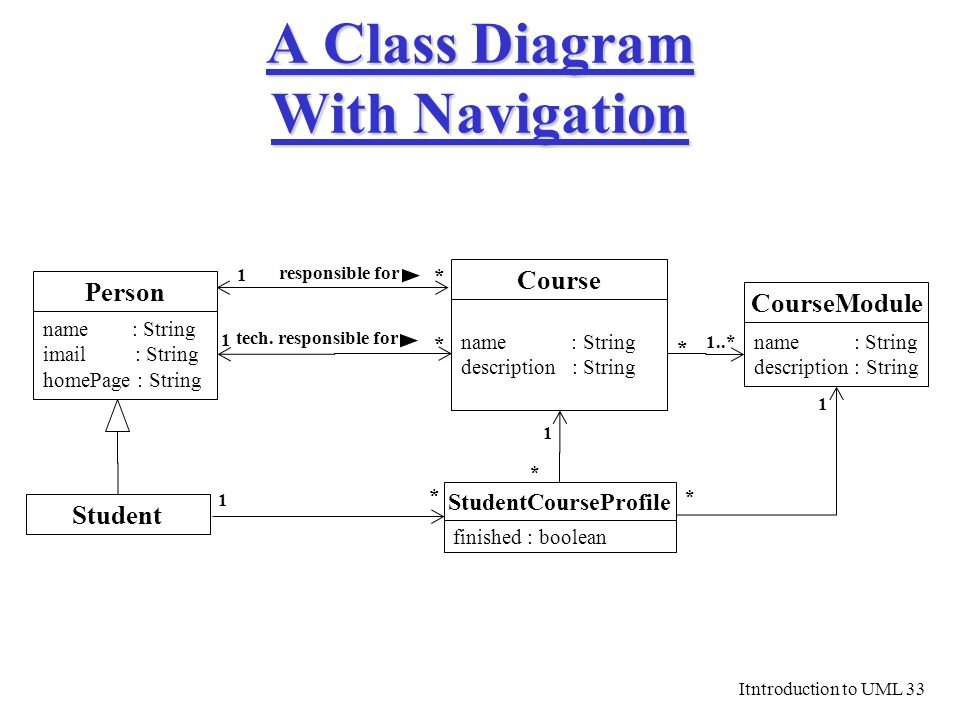 A Class Diagram
With Navigation
1 responsible for *
Person
name : String
imail : String
homePage : String
1 tech. responsible for *
Course
name : String
description : String
* 1..*
CourseModule
name : String
description : String
1
*
1
Student
1 *
StudentCourseProfile
finished : boolean
*
1
Itntroduction to UML 33